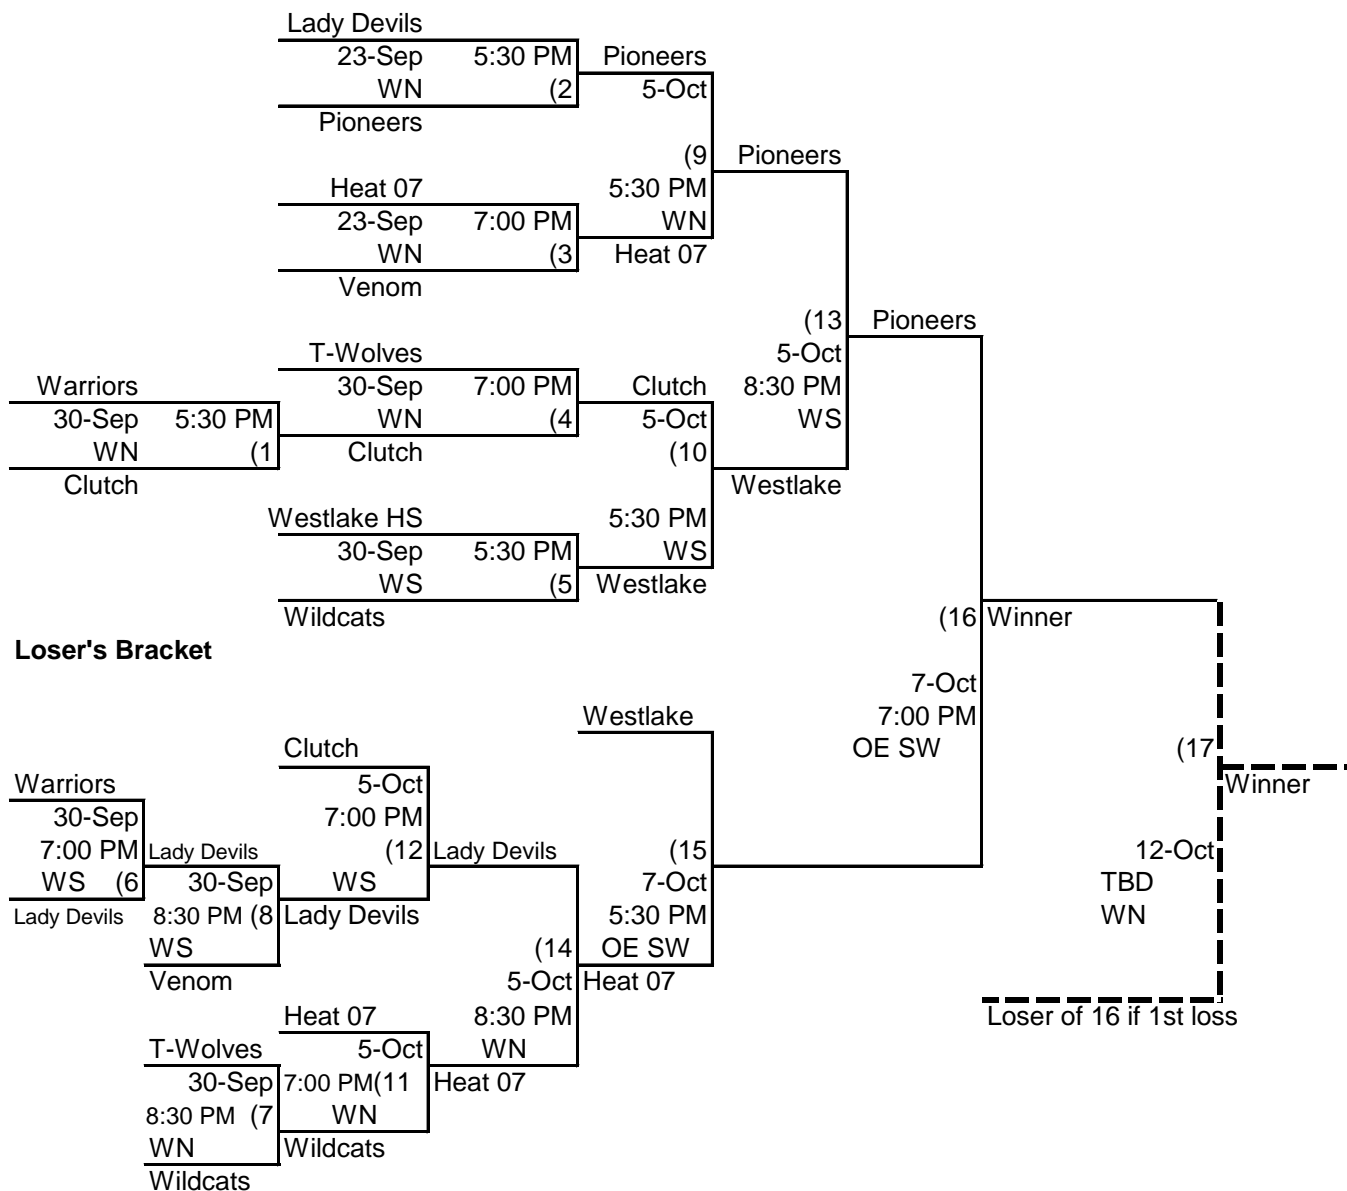 Lady Devils
23-Sep 5:30 PM Pioneers
WN (2 5-Oct
Pioneers
(9 Pioneers
Heat 07 5:30 PM
23-Sep 7:00 PM WN
WN (3 Heat 07
Venom
(13 Pioneers
T-Wolves 5-Oct
Warriors 30-Sep 7:00 PM Clutch 8:30 PM
30-Sep 5:30 PM WN (4 5-Oct WS
WN (1 Clutch (10
Clutch Westlake
Westlake HS 5:30 PM
30-Sep 5:30 PM WS
WS (5 Westlake
Wildcats (16 Winner
Loser's Bracket
7-Oct
Westlake 7:00 PM
Clutch OE SW (17
Warriors 5-Oct Winner
30-Sep 7:00 PM
7:00 PM Lady Devils (12 Lady Devils (15 12-Oct
WS (6 30-Sep WS 7-Oct TBD
Lady Devils 8:30 PM (8 Lady Devils 5:30 PM WN
WS (14 OE SW
Venom 5-Oct Heat 07
Heat 07 8:30 PM Loser of 16 if 1st loss
T-Wolves 5-Oct WN
30-Sep 7:00 PM(11 Heat 07
8:30 PM (7 WN
WN Wildcats
Wildcats